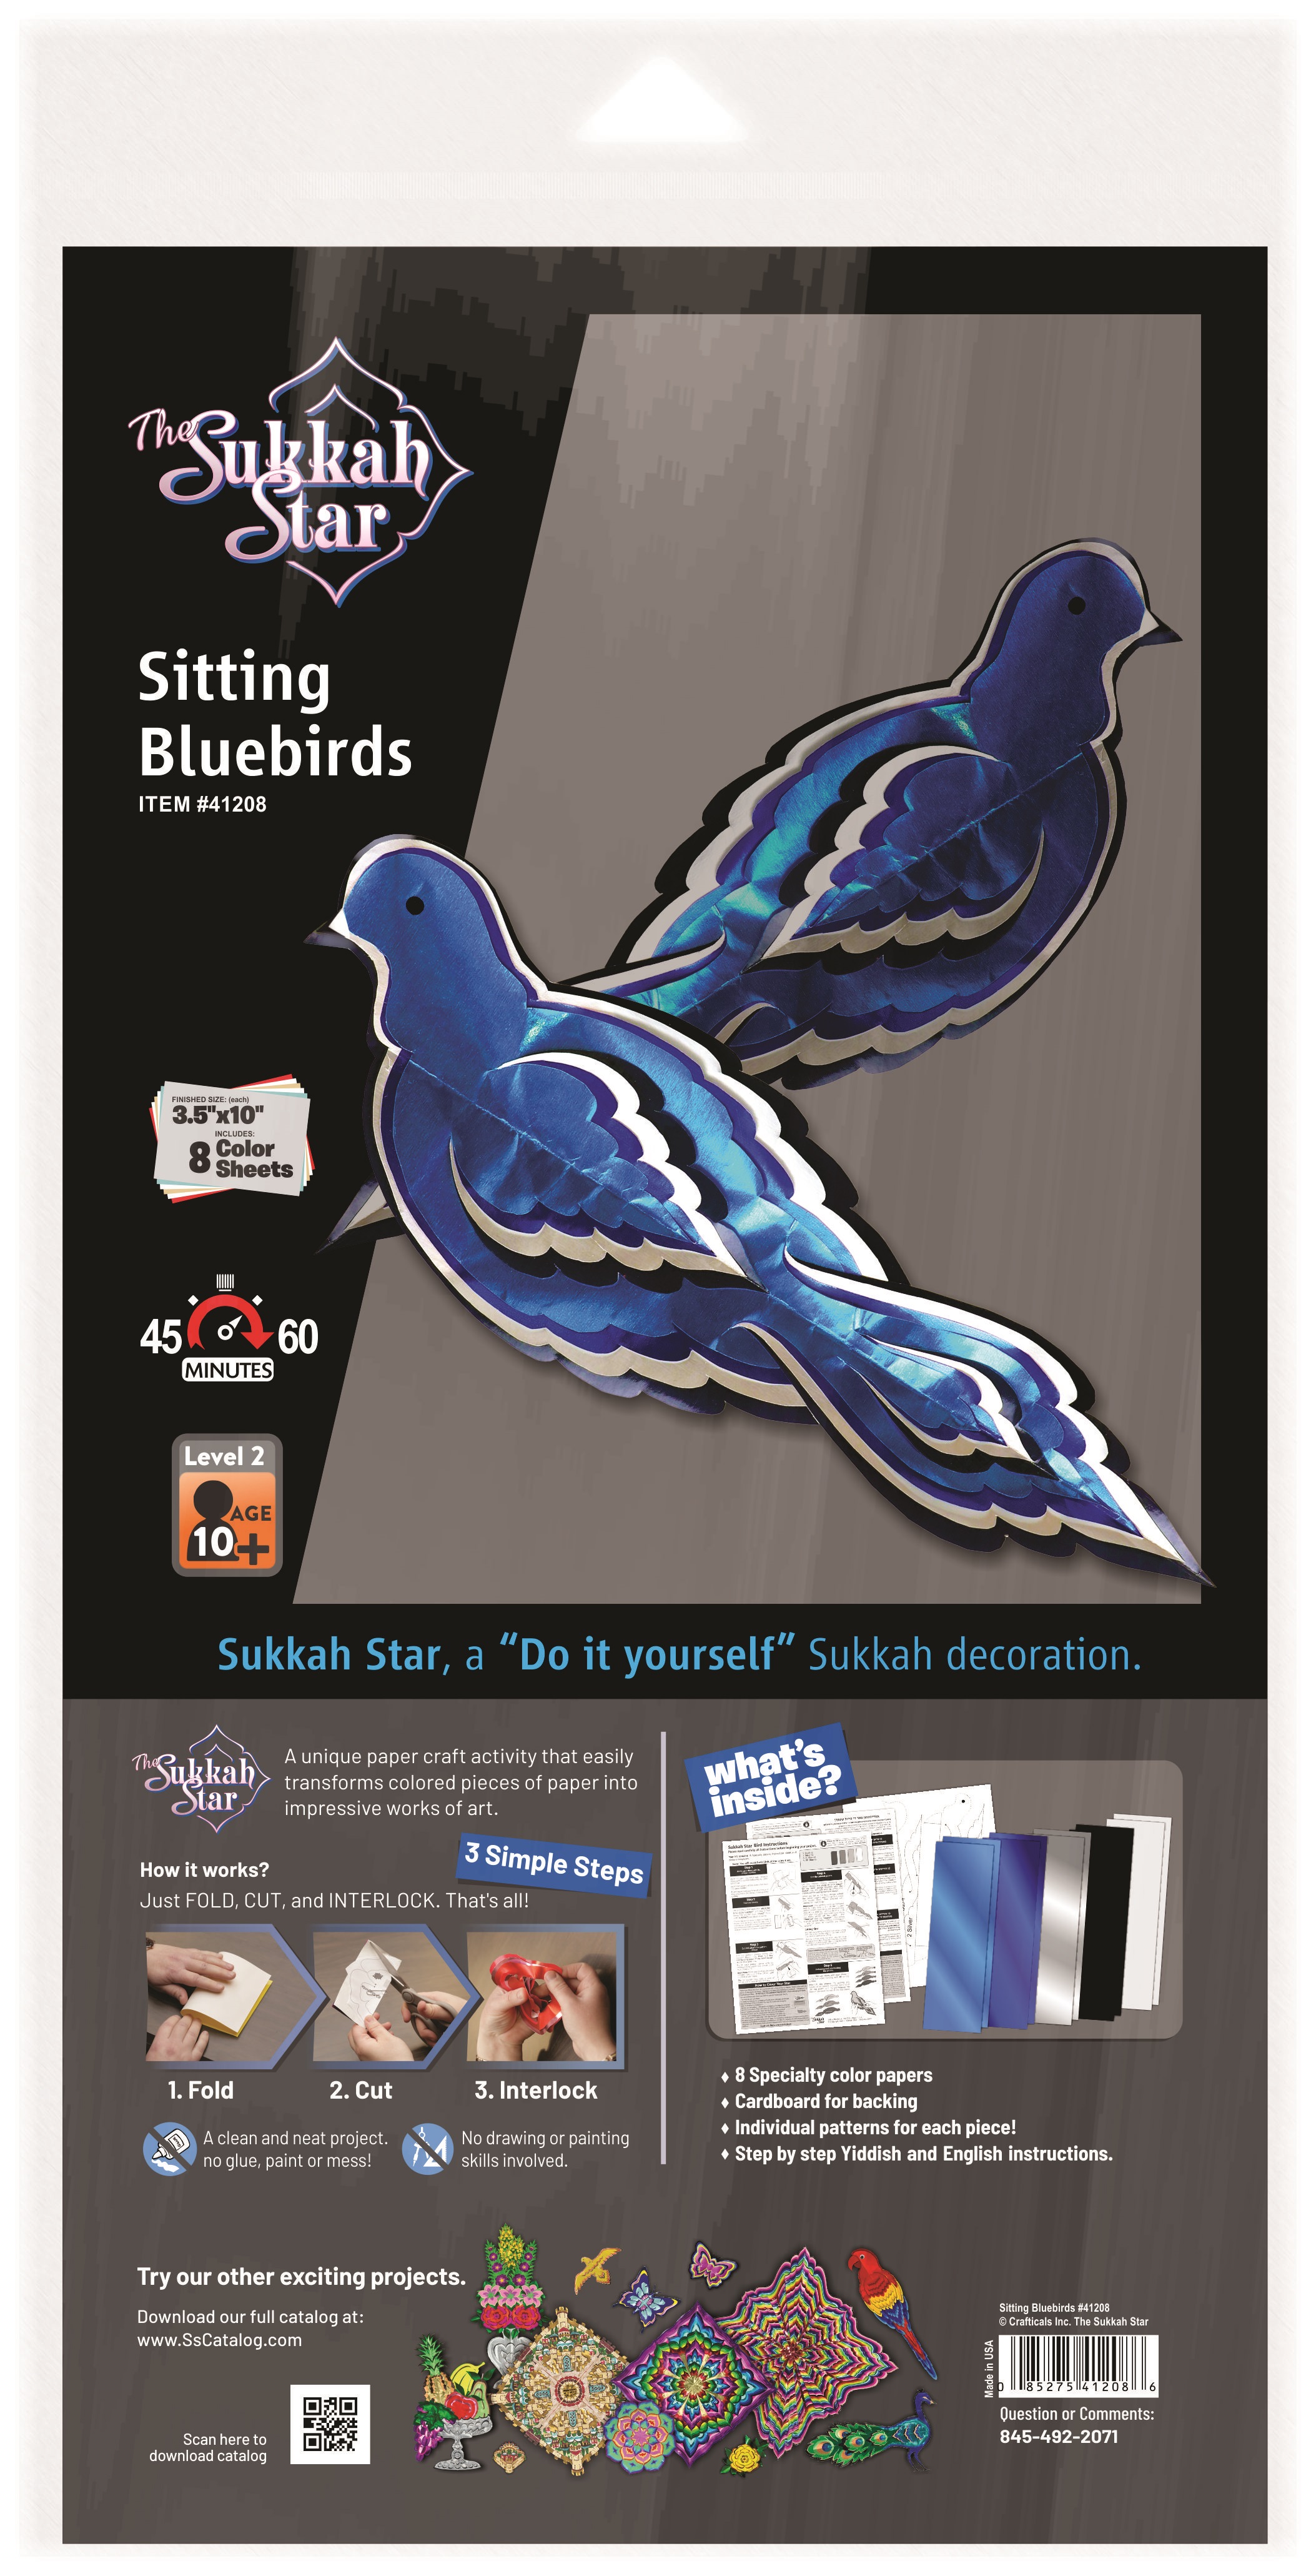 The
Sukkah
Star
Sitting
Bluebirds
ITEM #41208
FINISHED SIZE: (each)
3.5"x10"
INCLUDES:
8 Color
Sheets
45 60
MINUTES
Level 2
AGE
10+
Sukkah Star, a “Do it yourself” Sukkah decoration.
The
Sukkah
Star
A unique paper craft activity that easily
transforms colored pieces of paper into
impressive works of art.
3 Simple Steps
How it works?
Just FOLD, CUT, and INTERLOCK. That's all!
1. Fold
2. Cut
3. Interlock
A clean and neat project.
no glue, paint or mess!
No drawing or painting
skills involved.
what's
inside?
Sukkah Star Bird Instructions
♦ 8 Specialty color papers
♦ Cardboard for backing
♦ Individual patterns for each piece!
♦ Step by step Yiddish and English instructions.
Try our other exciting projects.
Download our full catalog at:
www.SsCatalog.com
Scan here to
download catalog
Sitting Bluebirds #41208
© Crafticals Inc. The Sukkah Star
Made in USA
0 85275 41208 6
Question or Comments:
845-492-2071